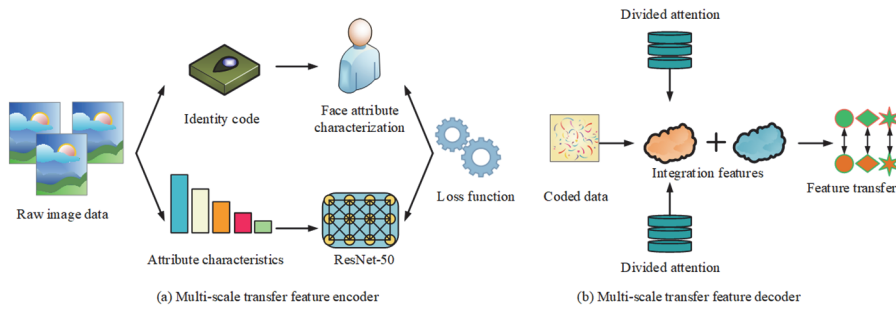 Identity code
Face attribute
characterization
Raw image data
Loss function
Attribute characteristics
ResNet-50
(a) Multi-scale transfer feature encoder
Divided attention
Coded data
Integration features
Feature transfer
Divided attention
(b) Multi-scale transfer feature decoder